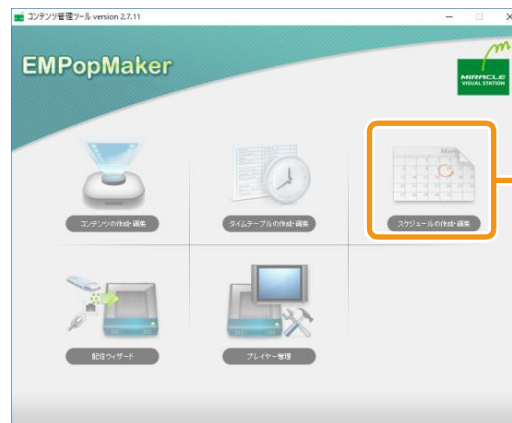 コンテンツ管理ツール version 2.7.11
EMPopMaker
MIRACLE
VISUAL STATION
コンテンツの作成・編集
タイムテーブルの作成・編集
スケジュールの作成・編集
配信ウィザード
プレイヤー管理